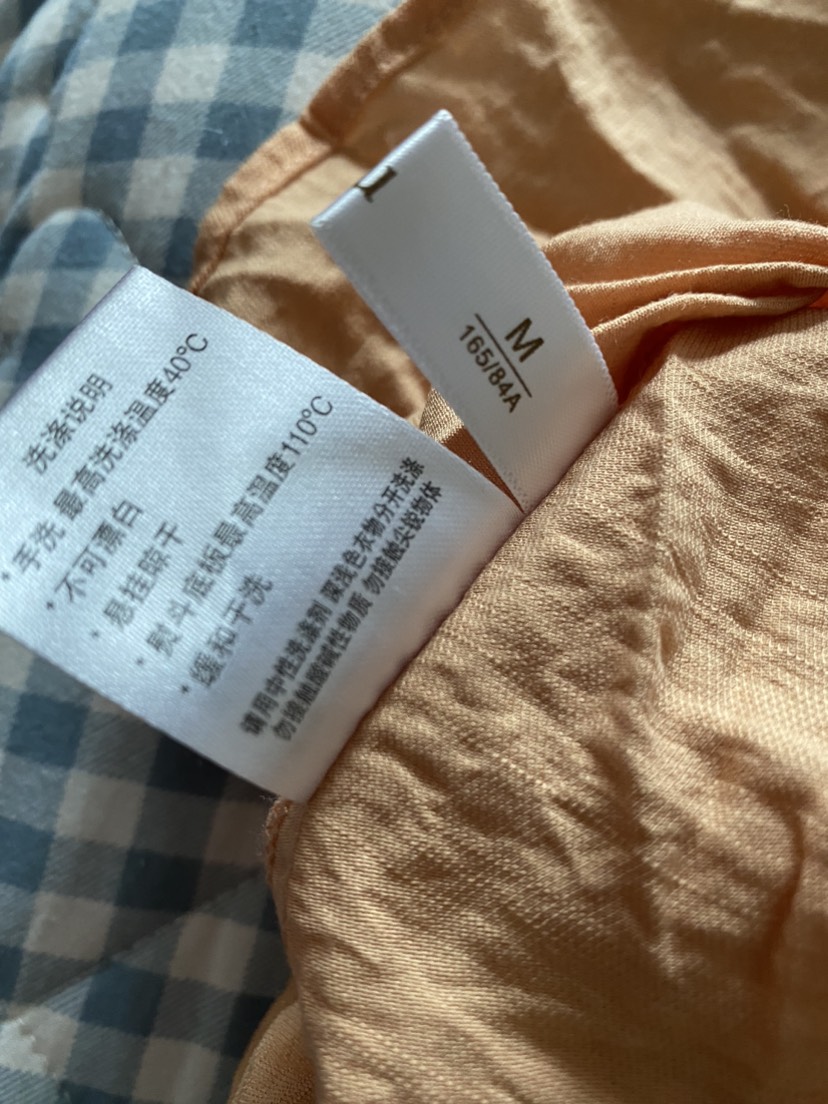 洗涤说明
·手洗 最高洗涤温度40℃
·不可漂白
·悬挂晾干
·熨斗底板最高温度110℃
·缓和干洗
请用中性洗涤剂 深浅色衣物分开洗涤
勿接触酸碱性物质 勿接触尖锐物体
M
165/84A